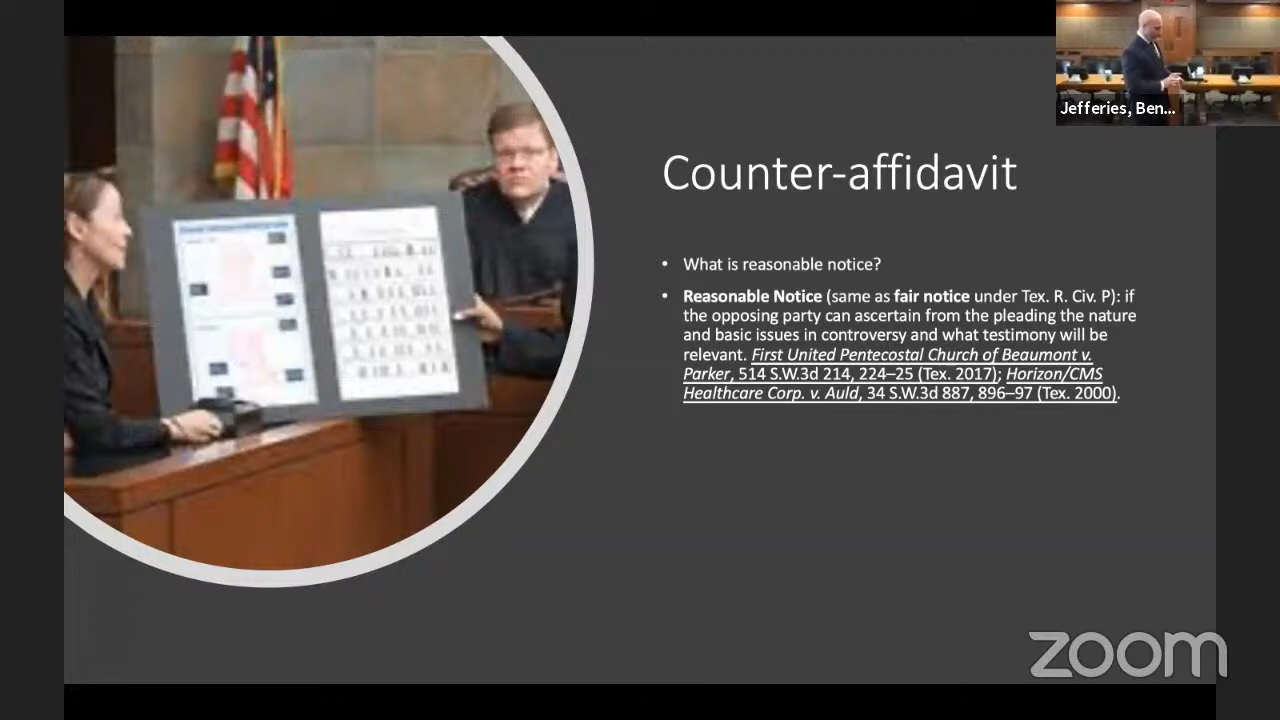 Jefferies, Ben...
Counter-affidavit
• What is reasonable notice?
• Reasonable Notice (same as fair notice under Tex. R. Civ. P): if
the opposing party can ascertain from the pleading the nature
and basic issues in controversy and what testimony will be
relevant. First United Pentecostal Church of Beaumont v.
Parker, 514 S.W.3d 214, 224–25 (Tex. 2017); Horizon/CMS
Healthcare Corp. v. Auld, 34 S.W.3d 887, 896–97 (Tex. 2000).
zoom